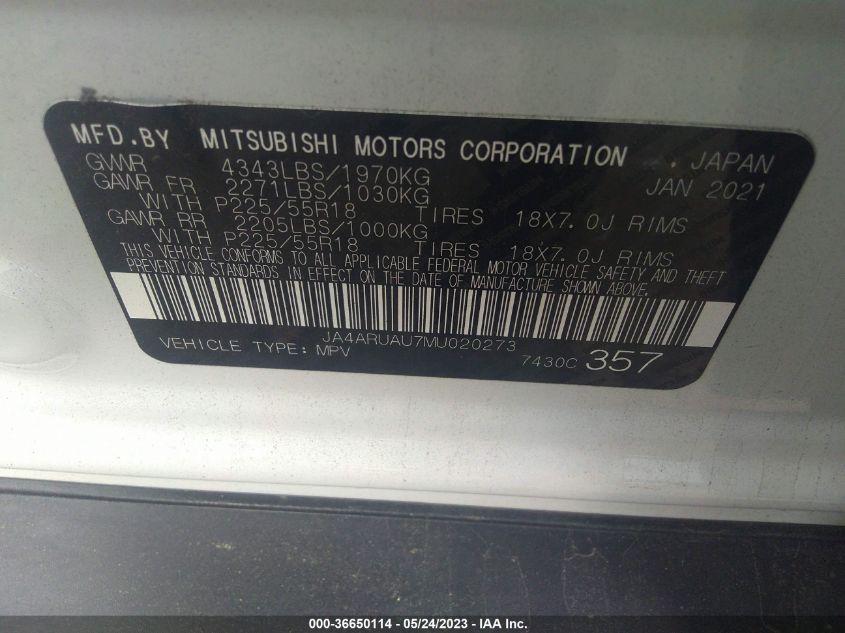 MFD.BY MITSUBISHI MOTORS CORPORATION . JAPAN
GVWR 4343LBS/1970KG JAN 2021
GAWR FR 2271LBS/1030KG
WITH P225/55R18 TIRES 18X7.0J RIMS
GAWR RR 2205LBS/1000KG
WITH P225/55R18 TIRES 18X7.0J RIMS
THIS VEHICLE CONFORMS TO ALL APPLICABLE FEDERAL MOTOR VEHICLE SAFETY AND THEFT
PREVENTION STANDARDS IN EFFECT ON THE DATE OF MANUFACTURE SHOWN ABOVE.
JA4ARUAU7MU020273
VEHICLE TYPE: MPV 7430C 357
000-36650114 - 05/24/2023 - IAA Inc.